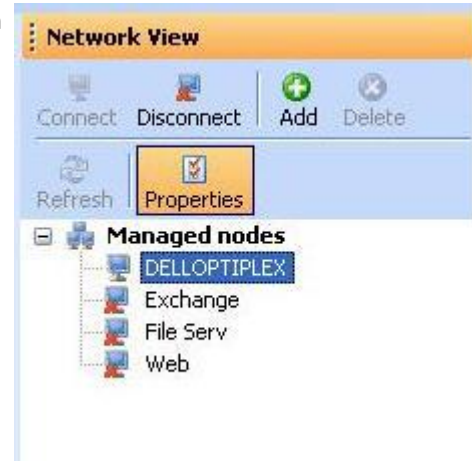 Network View
Connect Disconnect Add Delete
Refresh Properties
Managed nodes
DELLOPTIPLEX
Exchange
File Serv
Web